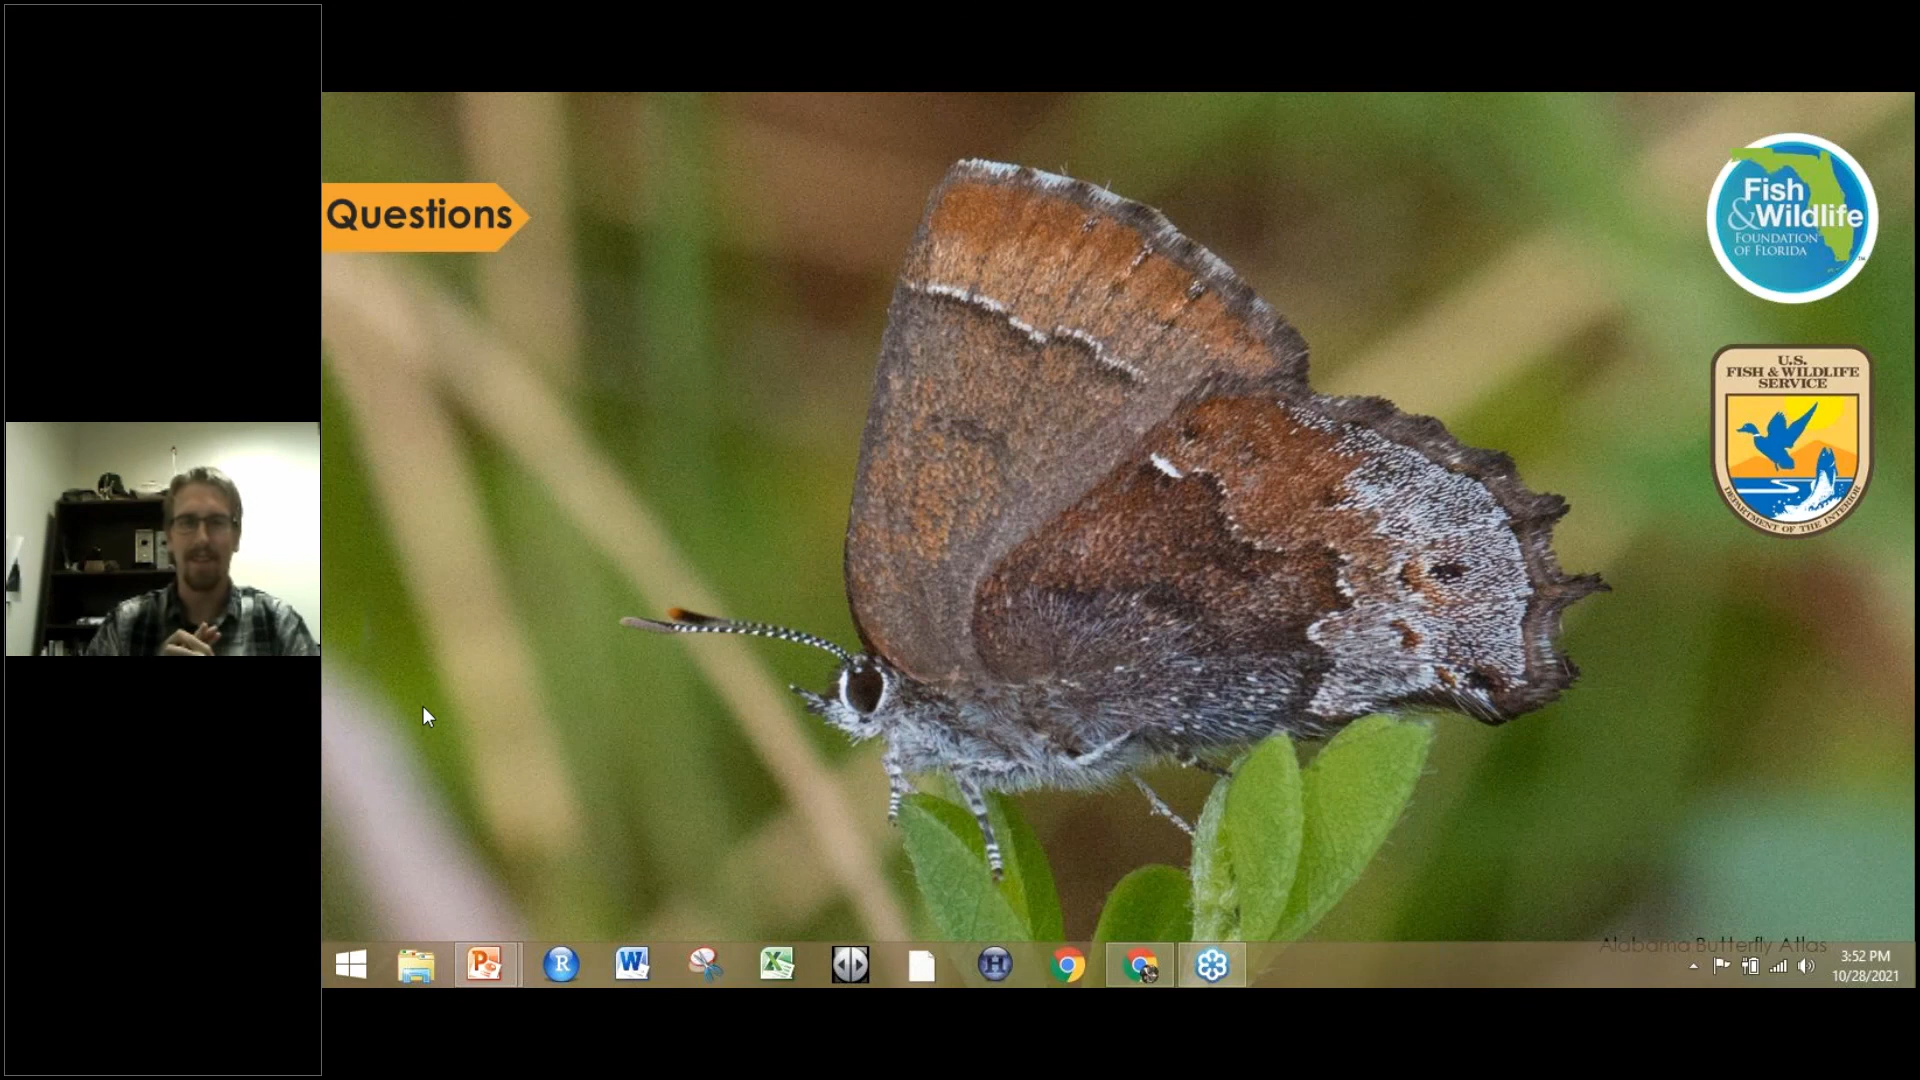 Questions
Fish
&Wildlife
FOUNDATION
OF FLORIDA
U.S.
FISH & WILDLIFE
SERVICE
DEPARTMENT OF THE INTERIOR
Alabama Butterfly Atlas
3:52 PM
10/28/2021